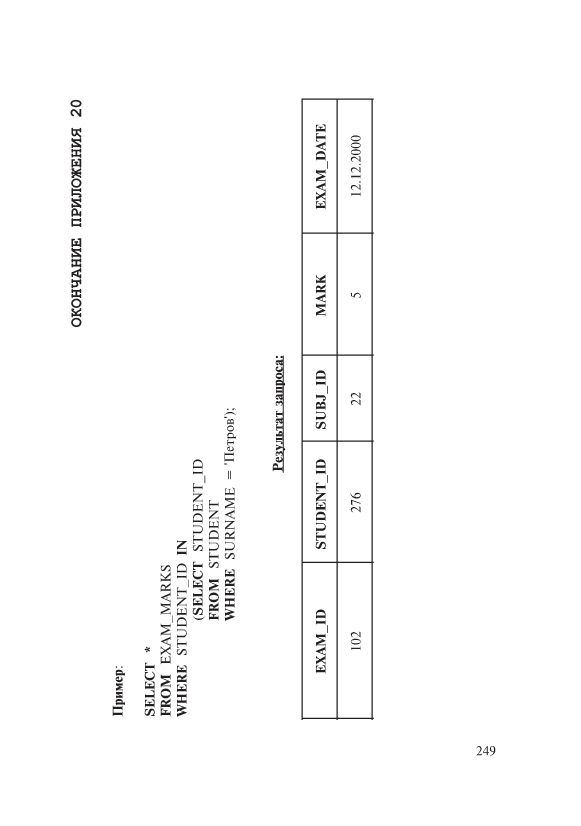 ОКОНЧАНИЕ ПРИЛОЖЕНИЯ 20
Пример:
SELECT *
FROM EXAM_MARKS
WHERE STUDENT_ID IN
(SELECT STUDENT_ID
FROM STUDENT
WHERE SURNAME = 'Петров');
Результат запроса:
EXAM_ID STUDENT_ID SUBJ_ID MARK EXAM_DATE
102 276 22 5 12.12.2000
249